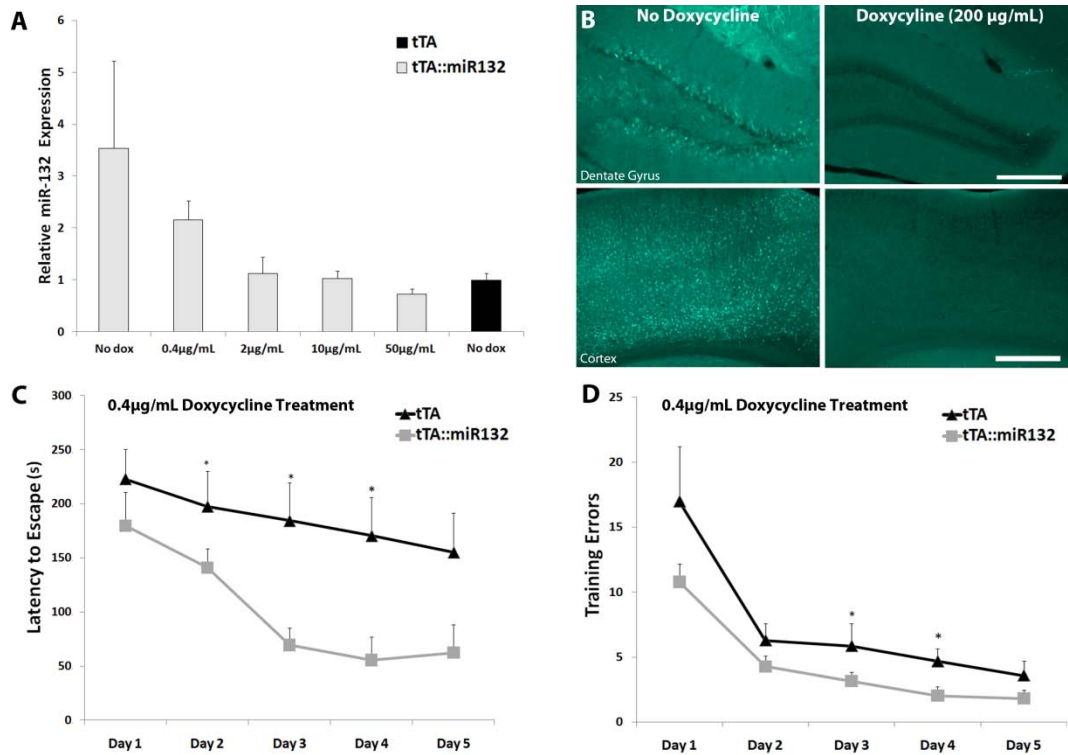 A
Relative miR-132 Expression
6
5
4
3
2
1
0
tTA
tTA::miR132
No dox 0.4µg/mL 2µg/mL 10µg/mL 50µg/mL No dox
B
No Doxycycline Doxycyline (200 µg/mL)
Dentate Gyrus
Cortex
C
0.4µg/mL Doxycycline Treatment
tTA
tTA::miR132
Latency to Escape (s)
300
250
200
150
100
50
0
* * *
Day 1 Day 2 Day 3 Day 4 Day 5
D
0.4µg/mL Doxycycline Treatment
tTA
tTA::miR132
Training Errors
25
20
15
10
5
0
* *
Day 1 Day 2 Day 3 Day 4 Day 5